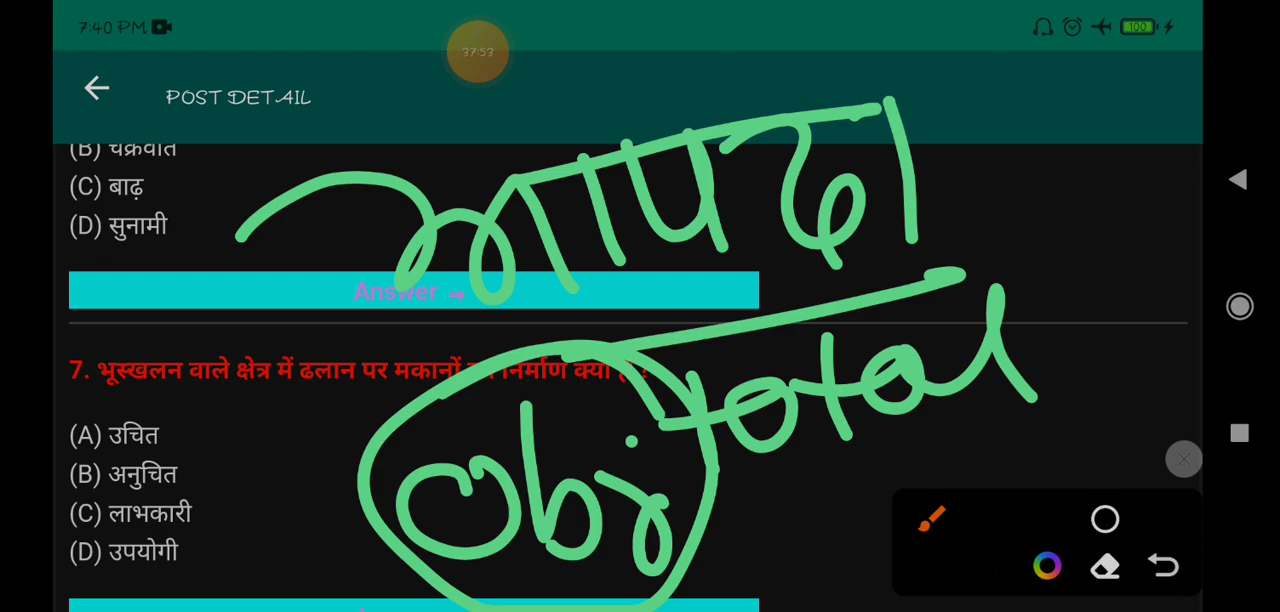 7:40 PM
37:53
100
POST DETAIL
(B) चक्रवात
(C) बाढ़
(D) सुनामी
आपदा
Answer →
7. भूस्खलन वाले क्षेत्र में ढलान पर मकानों का निर्माण क्या है ?
total
Obj.
(A) उचित
(B) अनुचित
(C) लाभकारी
(D) उपयोगी